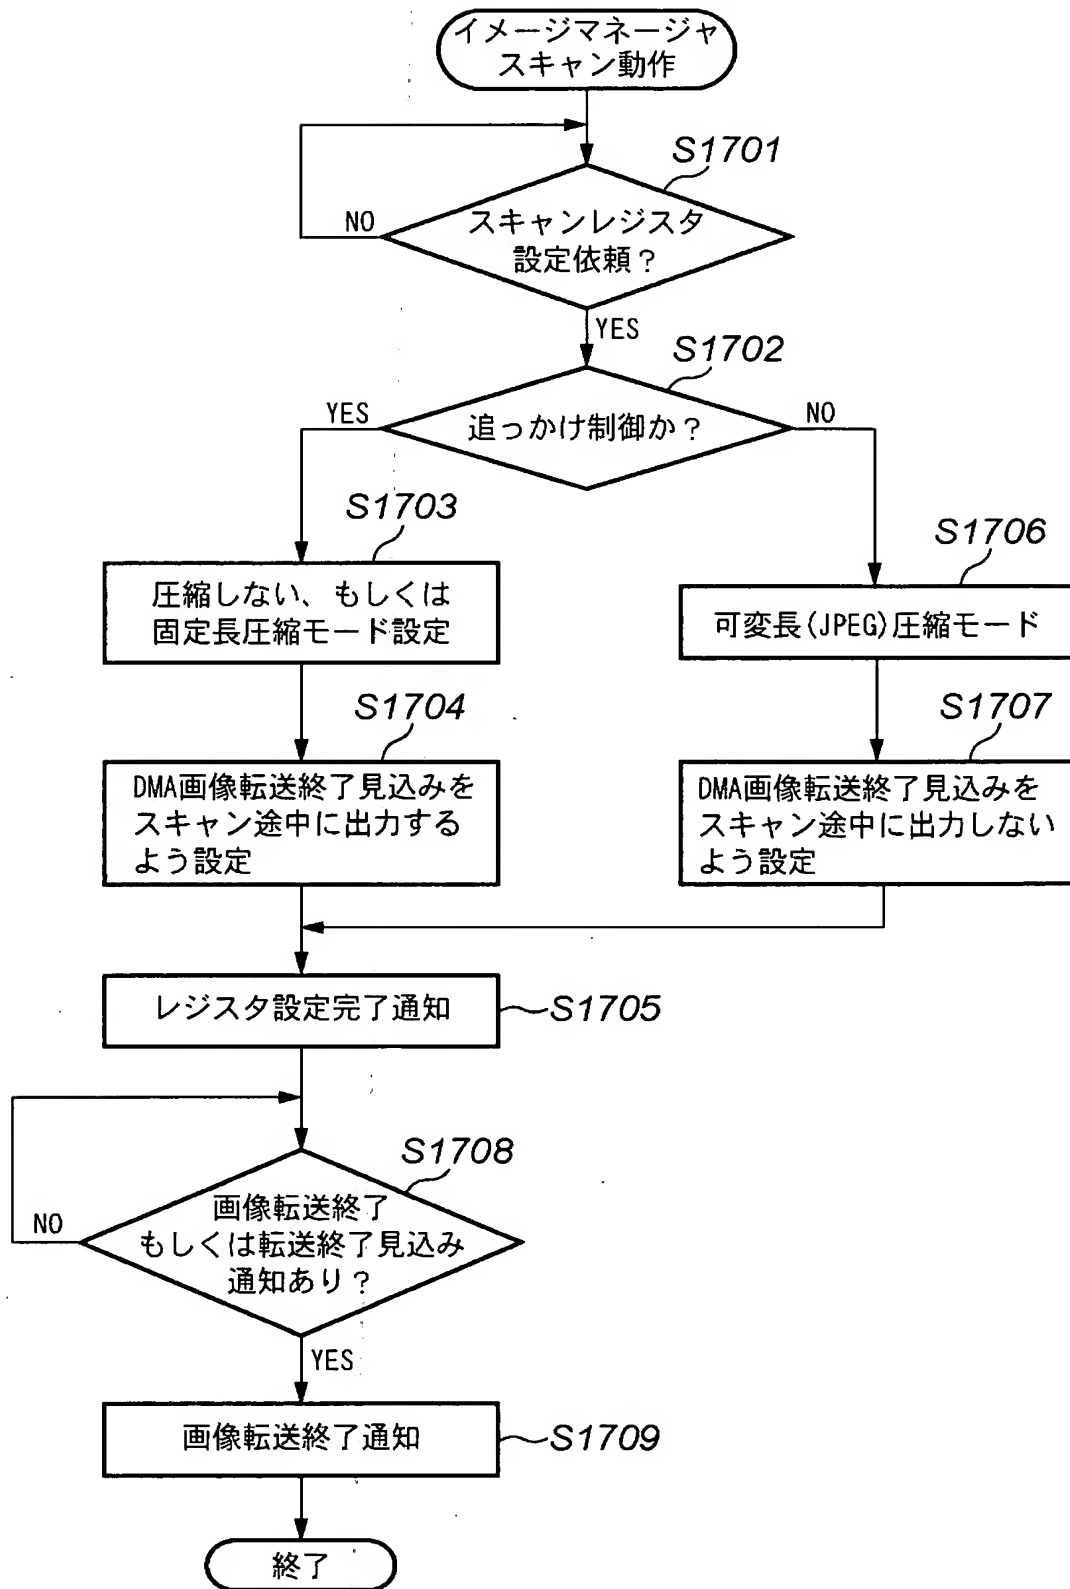 イメージマネージャ
スキャン動作
S1701
スキャンレジスタ
設定依頼？
NO
YES
S1702
追っかけ制御か？
YES
NO
S1703
圧縮しない、もしくは
固定長圧縮モード設定
S1706
可変長(JPEG)圧縮モード
S1704
DMA画像転送終了見込みを
スキャン途中に出力する
よう設定
S1707
DMA画像転送終了見込みを
スキャン途中に出力しない
よう設定
レジスタ設定完了通知
S1705
S1708
画像転送終了
もしくは転送終了見込み
通知あり？
NO
YES
画像転送終了通知
S1709
終了